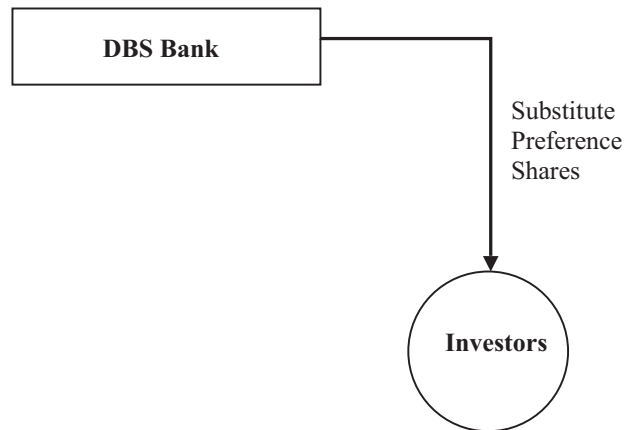 DBS Bank
Substitute
Preference
Shares
Investors